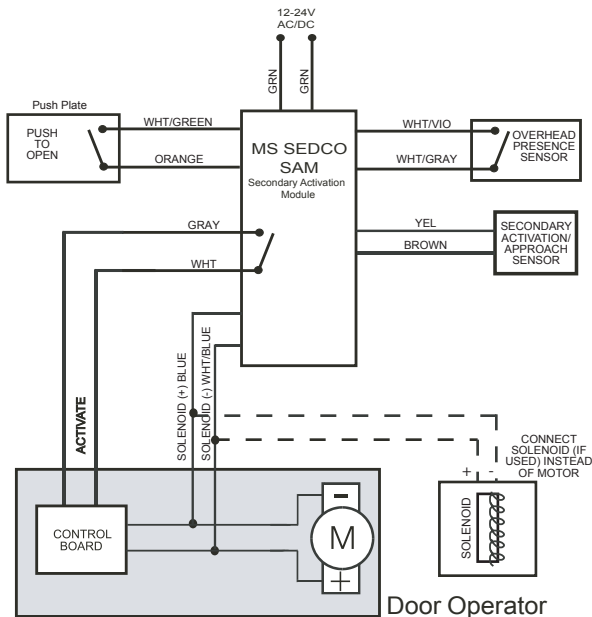 12-24V
AC/DC
GRN
GRN
Push Plate
PUSH
TO
OPEN
WHT/GREEN
ORANGE
MS SEDCO
SAM
Secondary Activation
Module
WHT/VIO
WHT/GRAY
OVERHEAD
PRESENCE
SENSOR
GRAY
WHT
YEL
BROWN
SECONDARY
ACTIVATION/
APPROACH
SENSOR
ACTIVATE
SOLENOID (+) BLUE
SOLENOID (-) WHT/BLUE
CONNECT
SOLENOID (IF
USED) INSTEAD
OF MOTOR
+ -
SOLENOID
CONTROL
BOARD
-
M
+
Door Operator